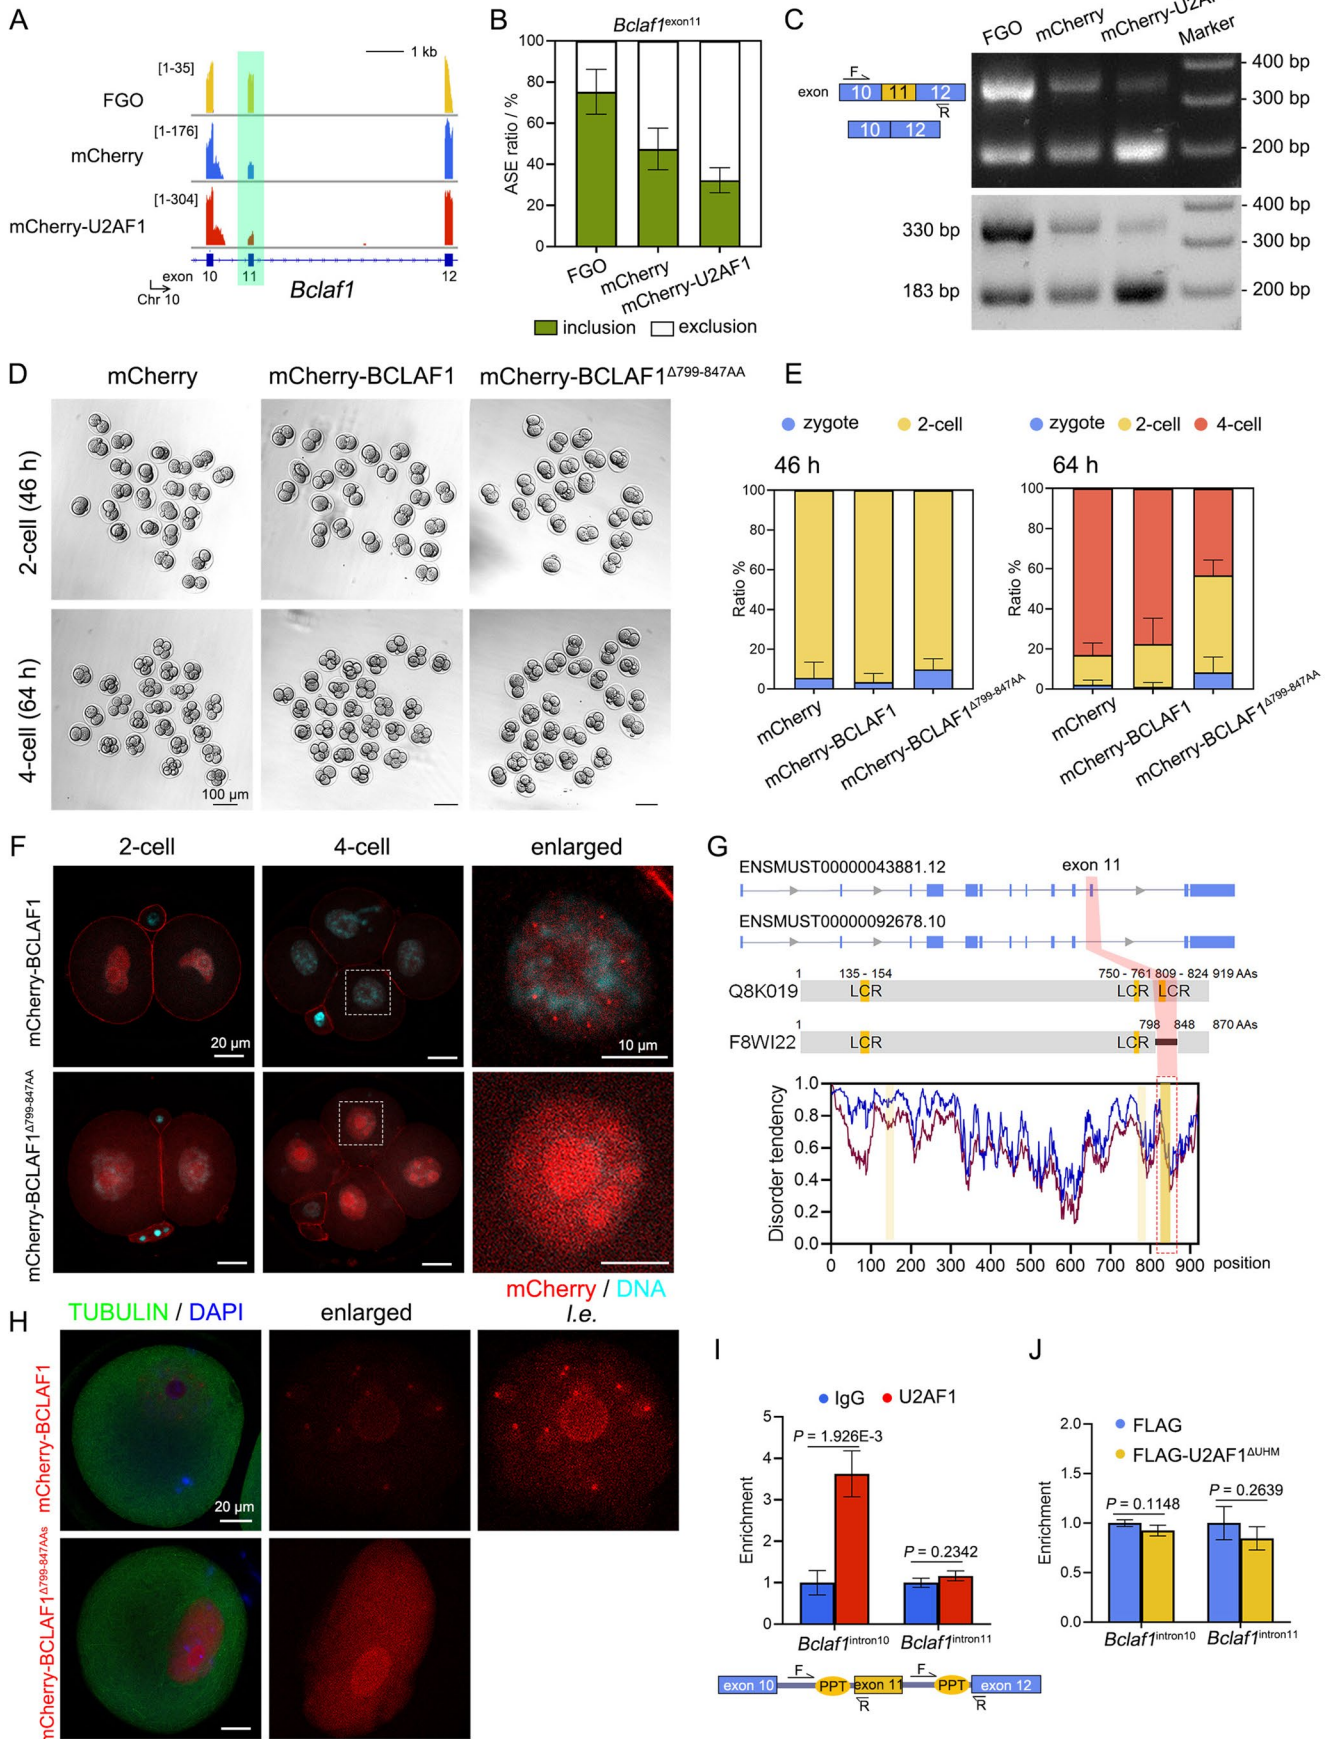 A
1 kb
[1-35]
FGO
[1-176]
mCherry
[1-304]
mCherry-U2AF1
exon 10 11 12
Chr 10
Bclaf1
B
Bclaf1exon11
ASE ratio / %
100
80
60
40
20
0
FGO
mCherry
mCherry-U2AF1
inclusion
exclusion
C
FGO
mCherry
Marker
F
exon 10 11 12
R
10 12
400 bp
300 bp
200 bp
330 bp
183 bp
400 bp
300 bp
200 bp
D
mCherry
mCherry-BCLAF1
mCherry-BCLAF1Δ799-847AA
2-cell (46 h)
4-cell (64 h)
100 μm
E
zygote
2-cell
zygote
2-cell
4-cell
46 h
64 h
Ratio %
100
80
60
40
20
0
mCherry
mCherry-BCLAF1
mCherry-BCLAF1Δ799-847AA
Ratio %
100
80
60
40
20
0
mCherry
mCherry-BCLAF1
mCherry-BCLAF1Δ799-847AA
F
2-cell
4-cell
enlarged
mCherry-BCLAF1
20 μm
10 μm
mCherry-BCLAF1Δ799-847AA
mCherry / DNA
G
ENSMUST00000043881.12
exon 11
ENSMUST00000092678.10
1 135 - 154 750 - 761 809 - 824 919 AAs
Q8K019
LCR LCR LCR
1 798 848 870 AAs
F8WI22
LCR LCR
Disorder tendency
1.0
0.8
0.6
0.4
0.2
0.0
0 100 200 300 400 500 600 700 800 900 position
H
TUBULIN / DAPI
enlarged
l.e.
mCherry-BCLAF1
20 μm
mCherry-BCLAF1Δ799-847AAs
I
IgG
U2AF1
Enrichment
5
4
3
2
1
0
P = 1.926E-3
P = 0.2342
Bclaf1intron10
Bclaf1intron11
exon 10
F
PPT
exon 11
R
F
PPT
exon 12
R
J
FLAG
FLAG-U2AF1ΔUHM
Enrichment
2.0
1.5
1.0
0.5
0.0
P = 0.1148
P = 0.2639
Bclaf1intron10
Bclaf1intron11